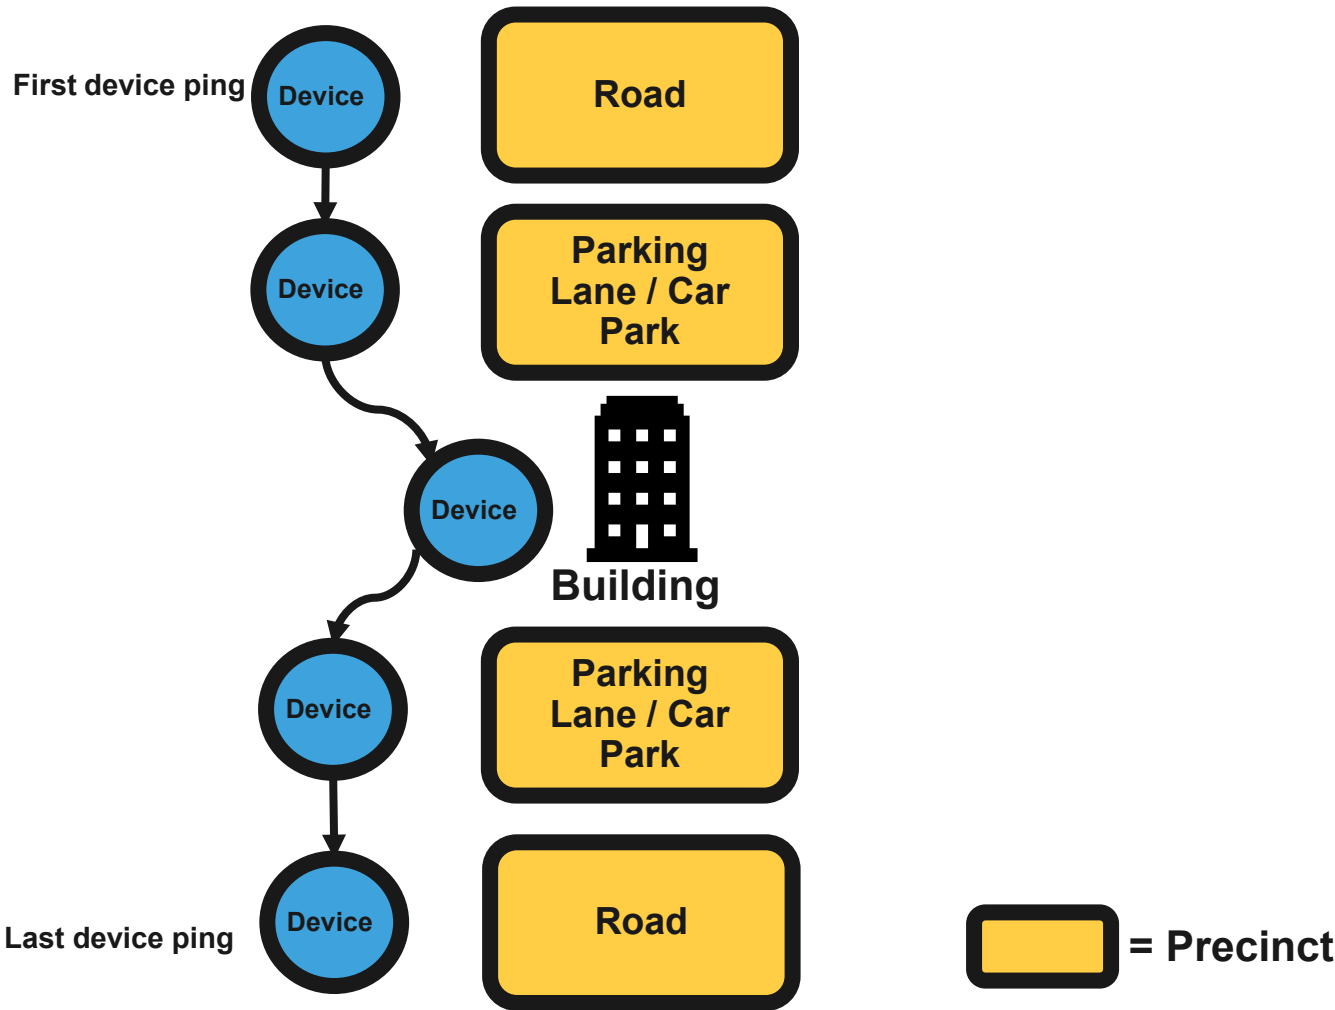 First device ping
Device
Road
Device
Parking
Lane / Car
Park
Device
Building
Device
Parking
Lane / Car
Park
Last device ping
Device
Road
= Precinct